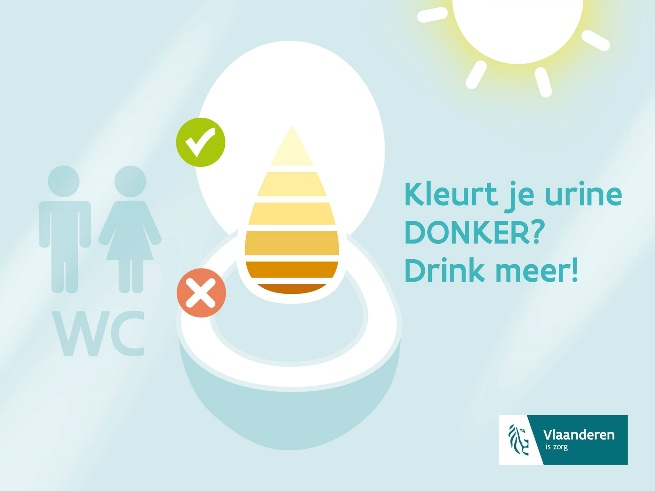 WC
Kleurt je urine
DONKER?
Drink meer!
Vlaanderen
is zorg